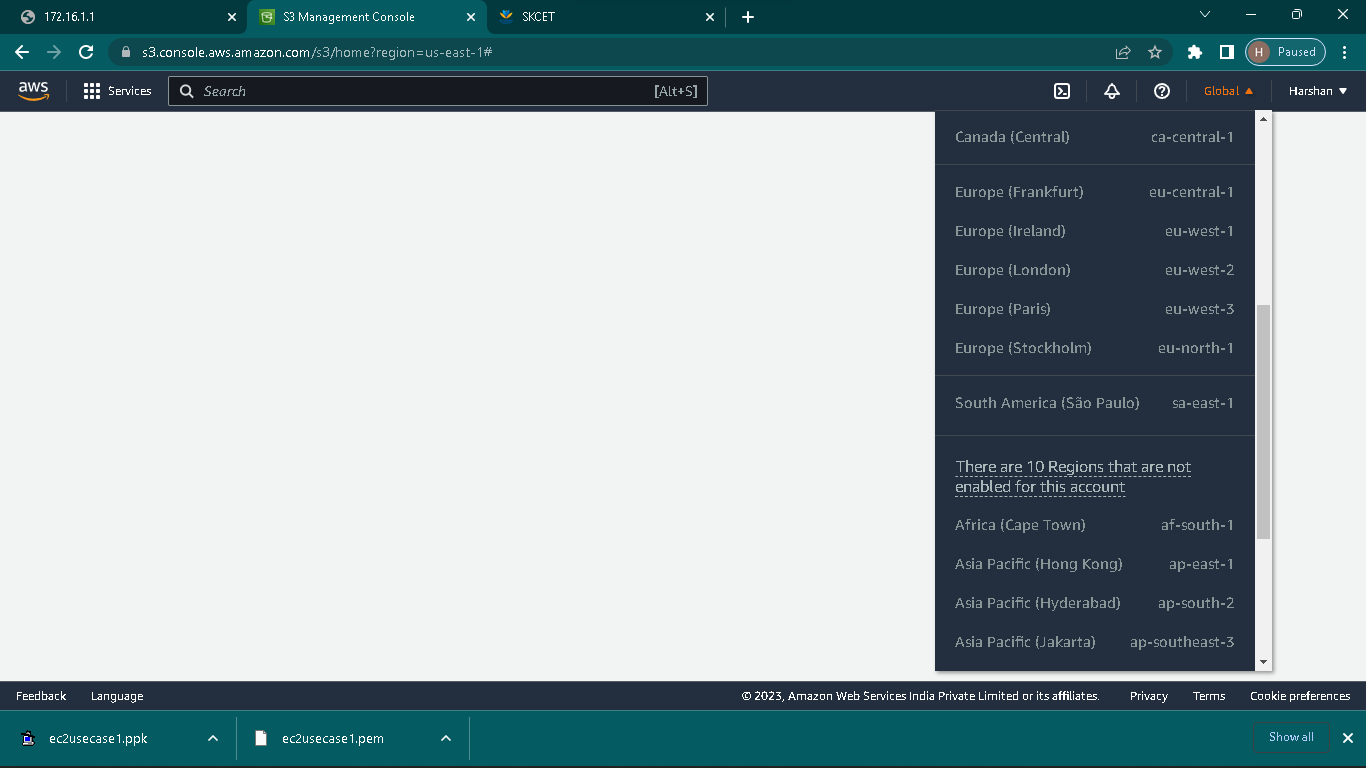 172.16.1.1
S3 Management Console
SKCET
s3.console.aws.amazon.com/s3/home?region=us-east-1#
H Paused
aws
Services
Search
[Alt+S]
Global
Harshan
Canada (Central) ca-central-1
Europe (Frankfurt) eu-central-1
Europe (Ireland) eu-west-1
Europe (London) eu-west-2
Europe (Paris) eu-west-3
Europe (Stockholm) eu-north-1
South America (São Paulo) sa-east-1
There are 10 Regions that are not
enabled for this account
Africa (Cape Town) af-south-1
Asia Pacific (Hong Kong) ap-east-1
Asia Pacific (Hyderabad) ap-south-2
Asia Pacific (Jakarta) ap-southeast-3
Feedback
Language
© 2023, Amazon Web Services India Private Limited or its affiliates.
Privacy
Terms
Cookie preferences
ec2usecase1.ppk
ec2usecase1.pem
Show all